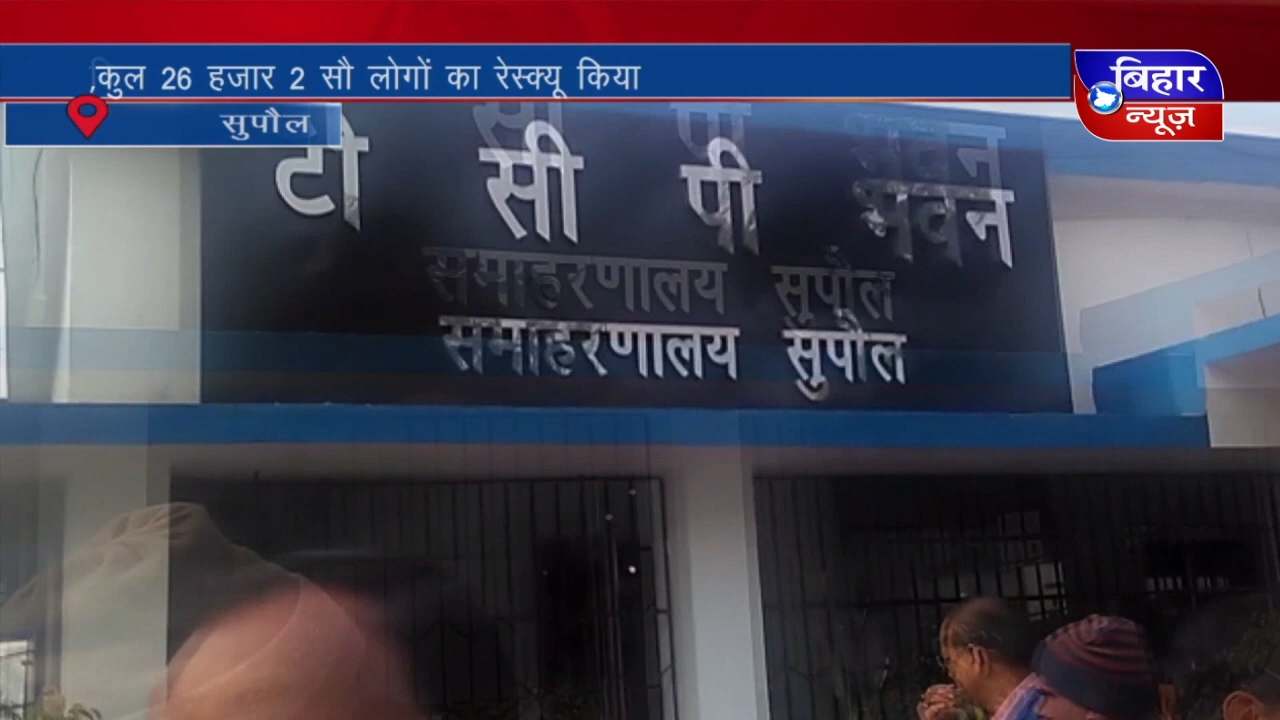 कुल 26 हजार 2 सौ लोगों का रेस्क्यू किया
बिहार
न्यूज़
सुपौल
टी सी पी भवन
समाहरणालय सुपौल
समाहरणालय सुपौल